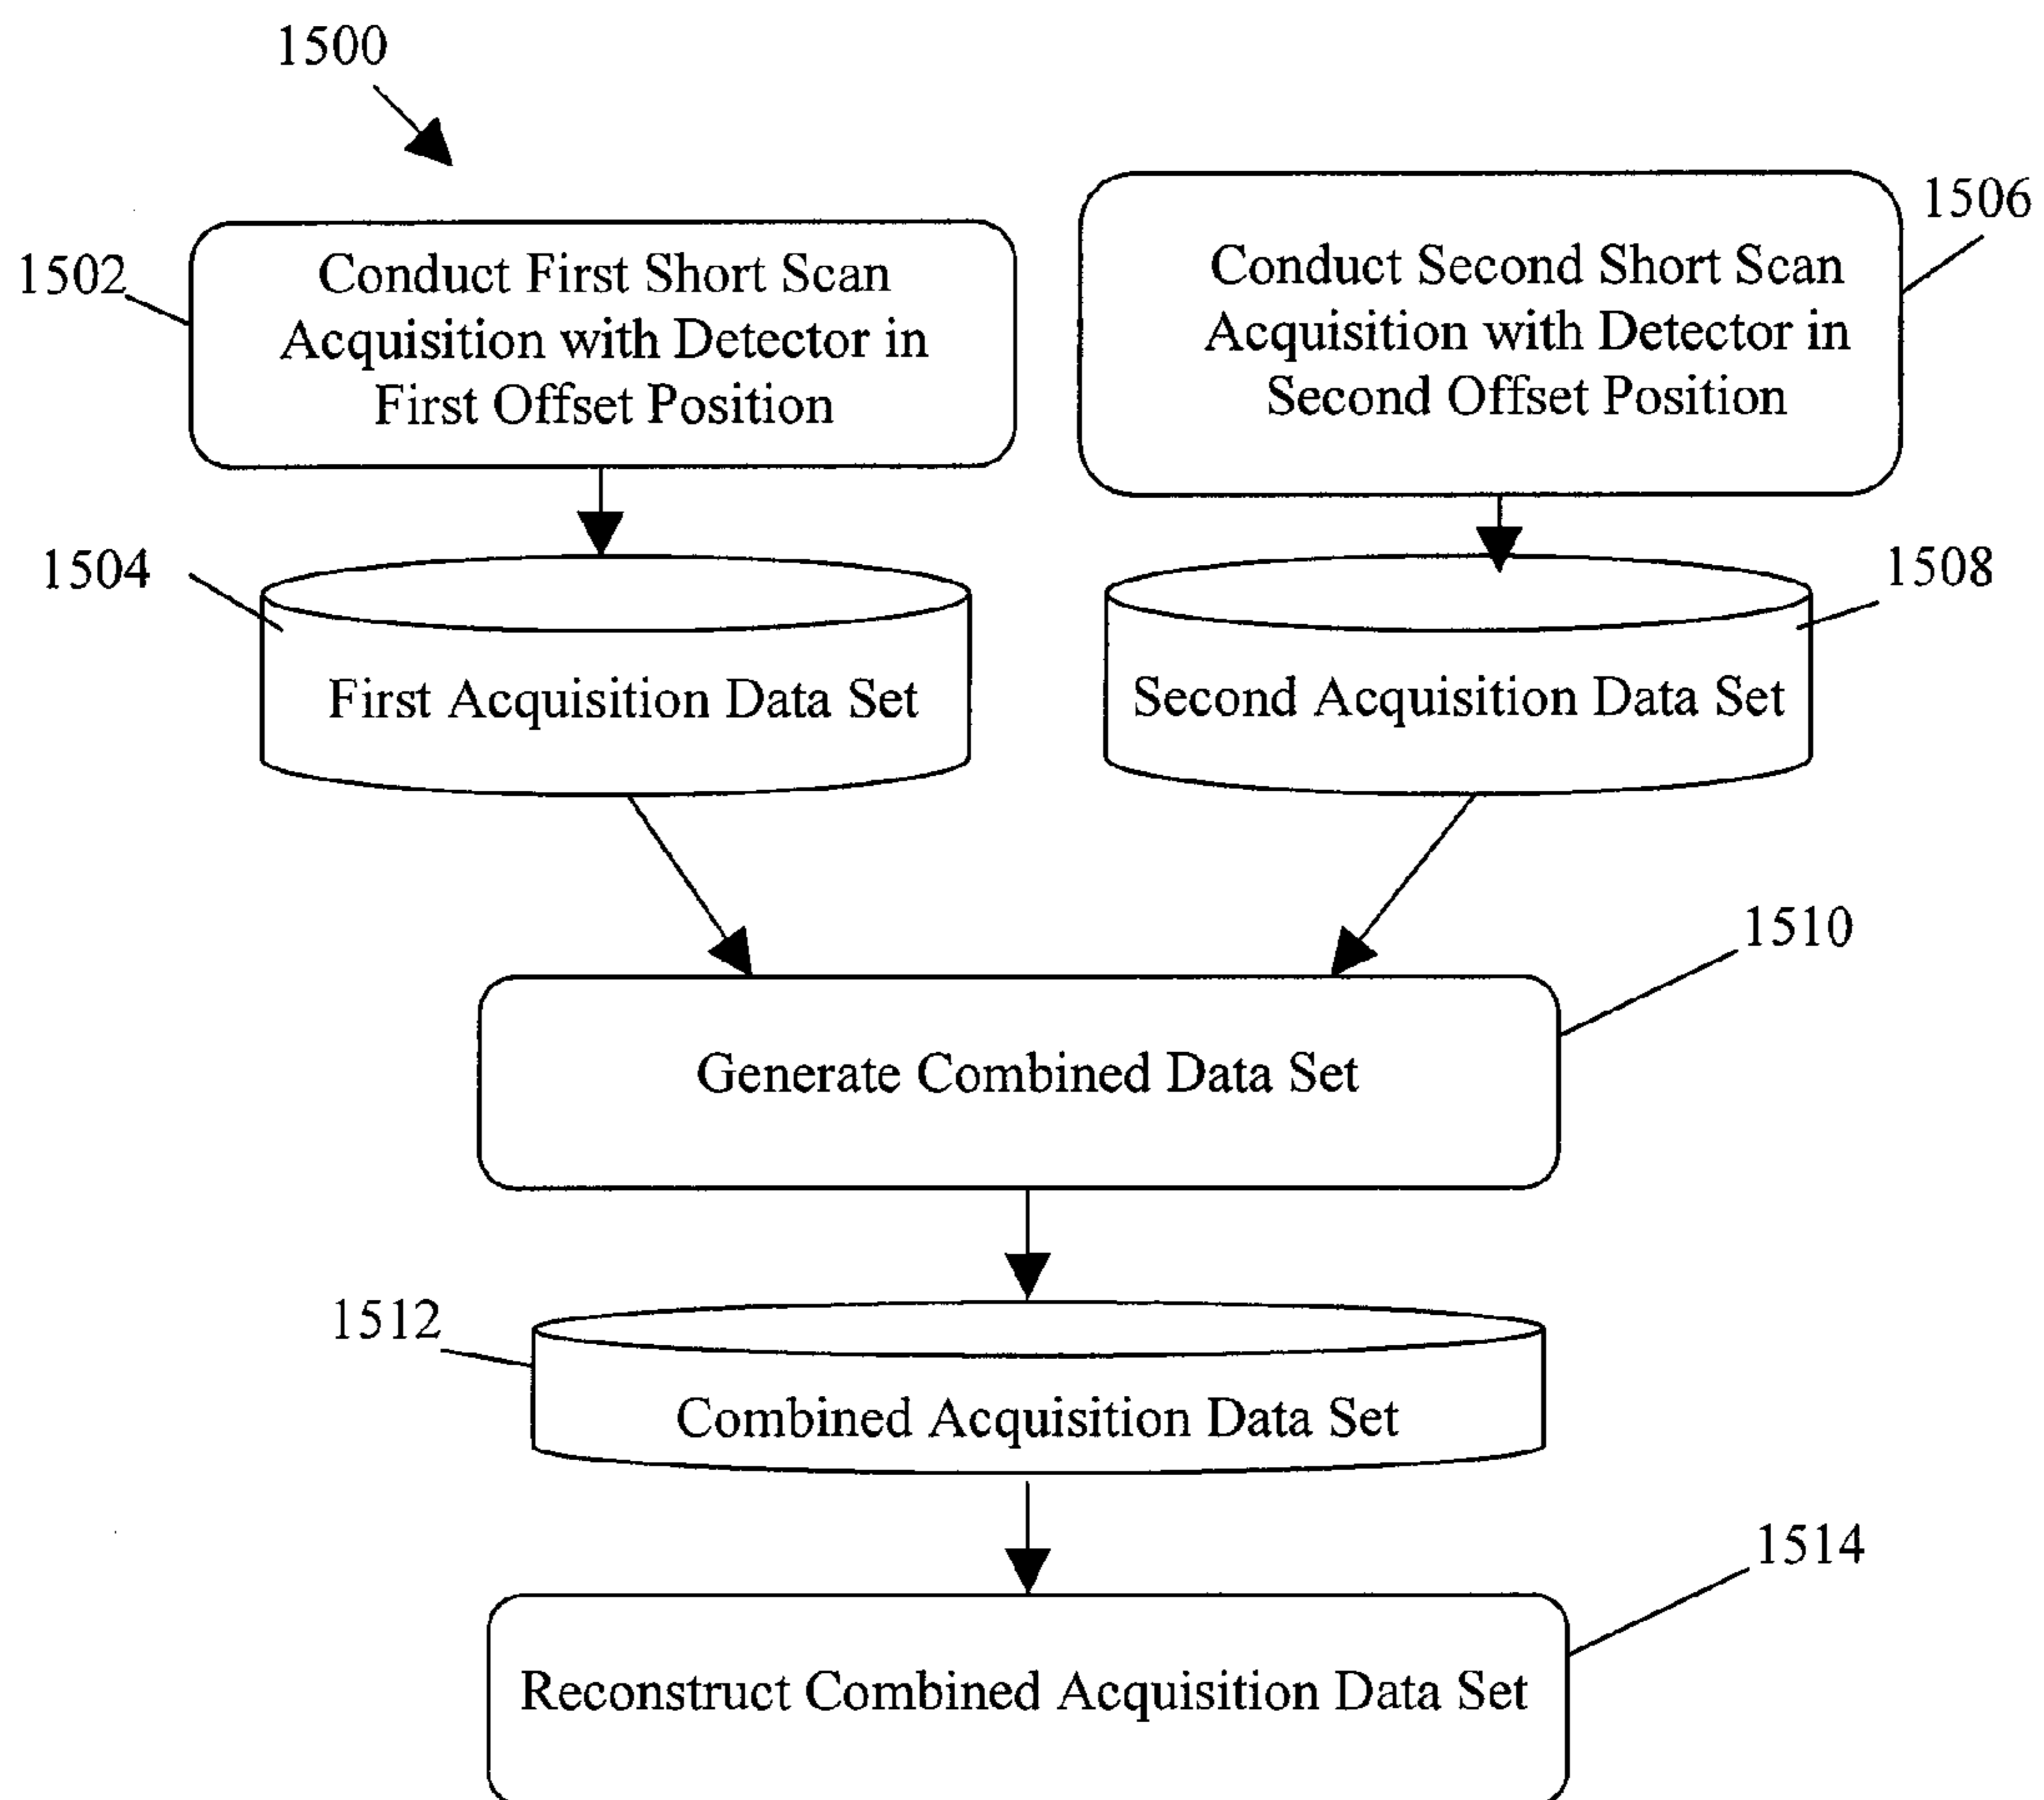 1500
1502
Conduct First Short Scan
Acquisition with Detector in
First Offset Position
1506
Conduct Second Short Scan
Acquisition with Detector in
Second Offset Position
1504
First Acquisition Data Set
1508
Second Acquisition Data Set
1510
Generate Combined Data Set
1512
Combined Acquisition Data Set
1514
Reconstruct Combined Acquisition Data Set